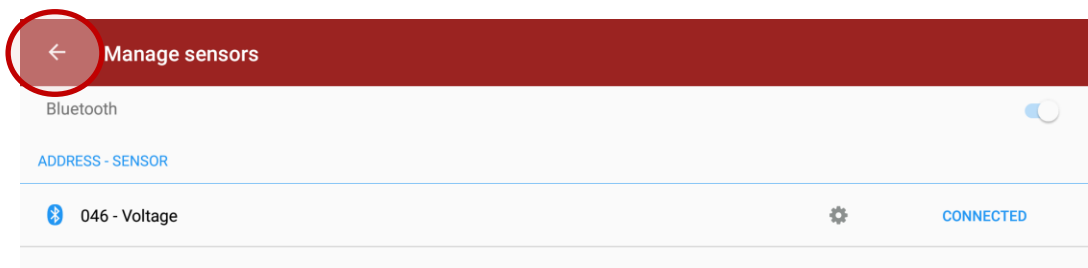 Manage sensors
Bluetooth
ADDRESS - SENSOR
046 - Voltage CONNECTED